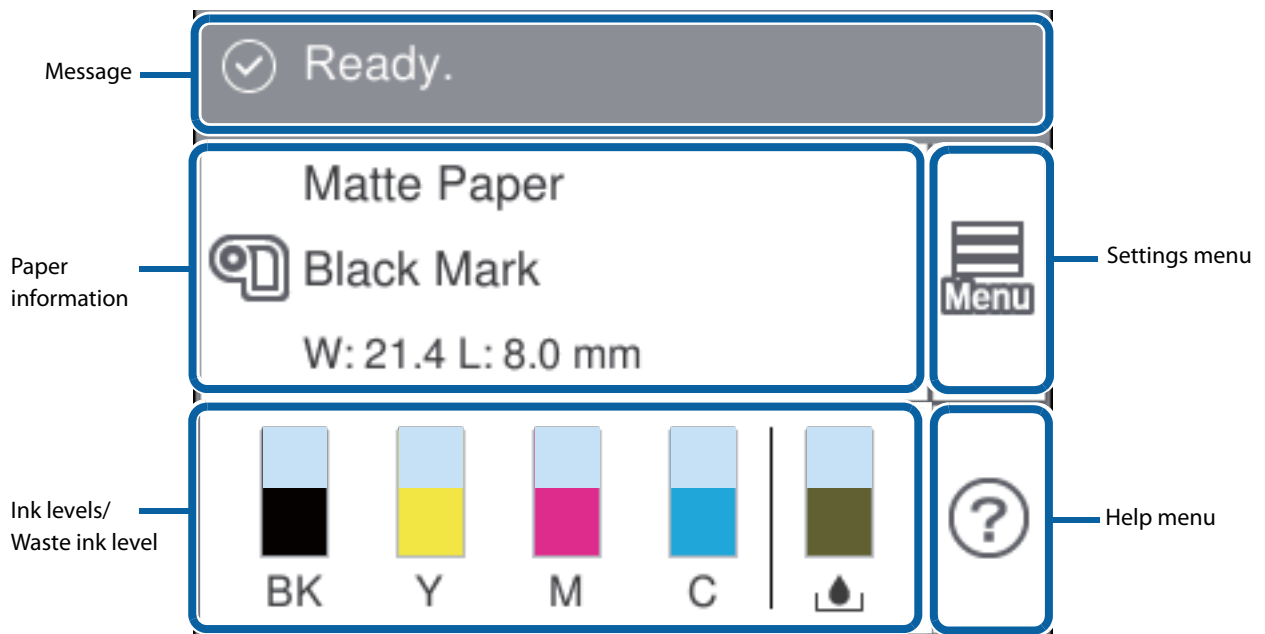 Message
Ready.
Paper
information
Matte Paper
Black Mark
W: 21.4 L: 8.0 mm
Menu
Settings menu
Ink levels/
Waste ink level
BK Y M C
?
Help menu